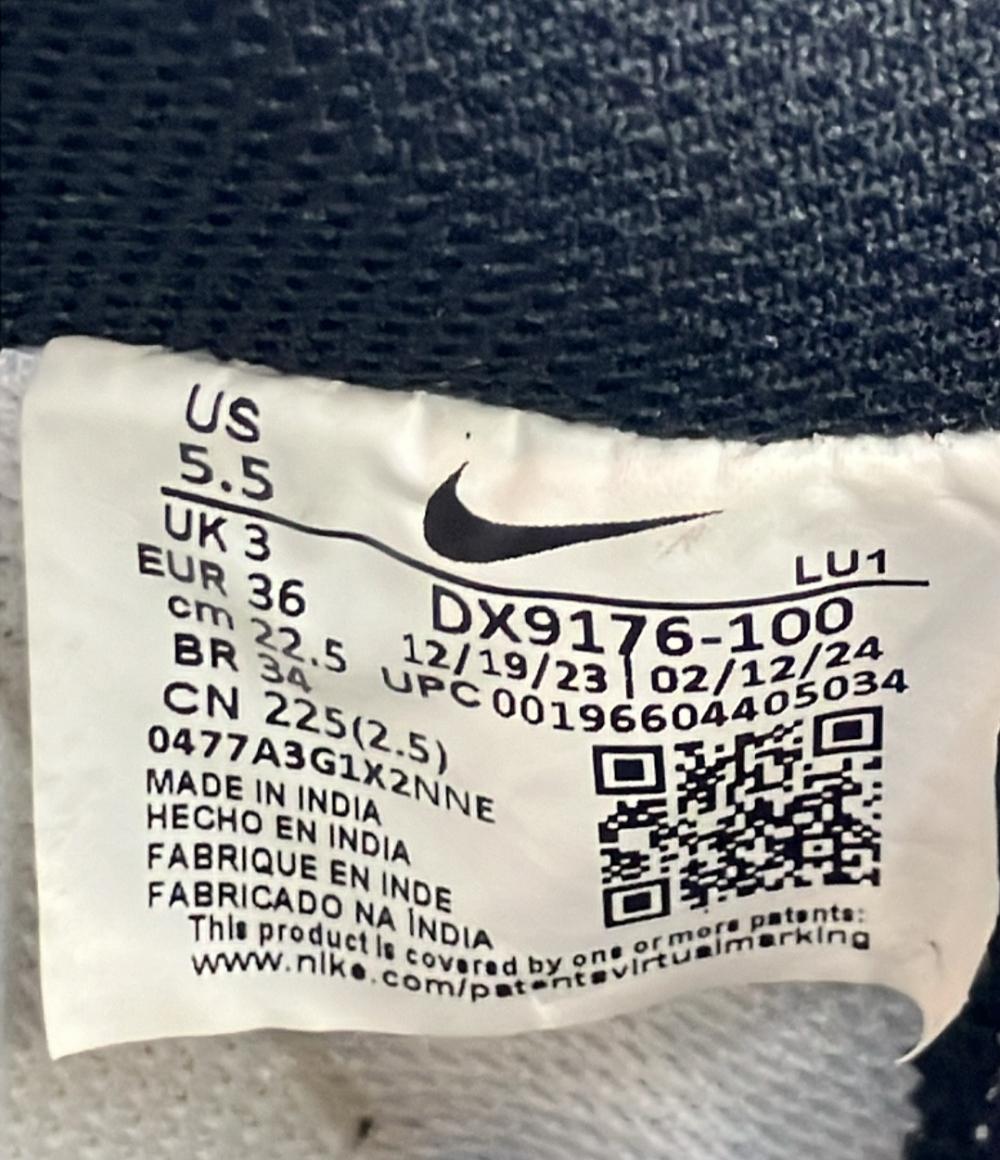 US
5.5
UK 3
EUR 36
cm 22.5
BR 34
CN 225(2.5)
0477A3G1X2NNE
MADE IN INDIA
HECHO EN INDIA
FABRIQUE EN INDE
FABRICADO NA ÍNDIA
LU1
DX9176-100
12/19/23 | 02/12/24
UPC 00196604405034
This product is covered by one or more patents:
www.nike.com/patentsvirtualmarking